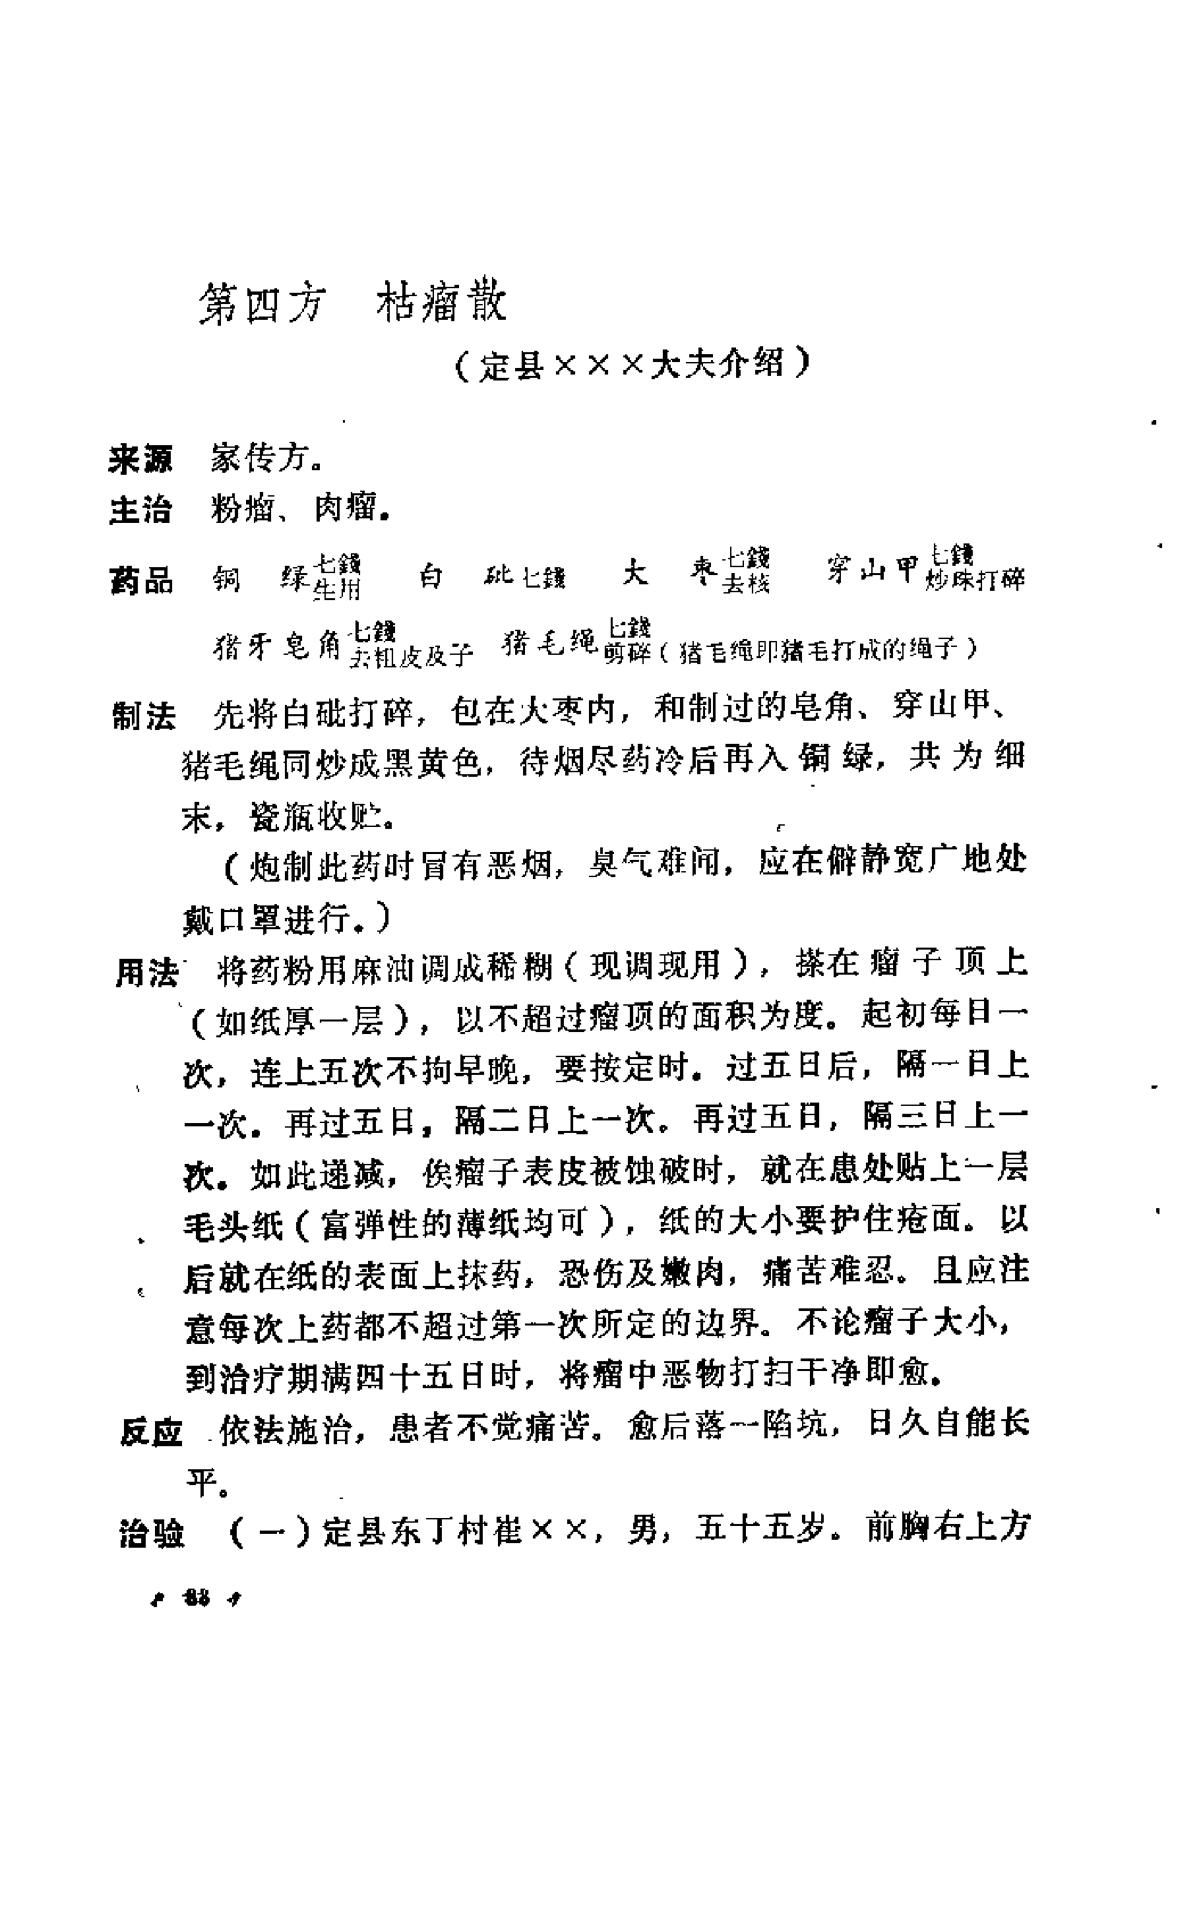 第四方　枯瘤散
（定县×××大夫介绍）
来源　家传方。
主治　粉瘤、肉瘤。
药品　铜　绿七錢生用　白　砒七錢　大　枣七錢去核　穿山甲七錢炒珠打碎
猪牙皂角七錢去粗皮及子　猪毛绳七錢剪碎（猪毛绳即猪毛打成的绳子）
制法　先将白砒打碎，包在大枣内，和制过的皂角、穿山甲、
猪毛绳同炒成黑黄色，待烟尽药冷后再入铜绿，共为细
末，瓷瓶收贮。
（炮制此药时冒有恶烟，臭气难闻，应在僻静宽广地处
戴口罩进行。）
用法　将药粉用麻油调成稀糊（现调现用），搽在瘤子顶上
（如纸厚一层），以不超过瘤顶的面积为度。起初每日一
次，连上五次不拘早晚，要按定时。过五日后，隔一日上
一次。再过五日，隔二日上一次。再过五日，隔三日上一
次。如此递减，俟瘤子表皮被蚀破时，就在患处贴上一层
毛头纸（富弹性的薄纸均可），纸的大小要护住疮面。以
后就在纸的表面上抹药，恐伤及嫩肉，痛苦难忍。且应注
意每次上药都不超过第一次所定的边界。不论瘤子大小，
到治疗期满四十五日时，将瘤中恶物打扫干净即愈。
反应　依法施治，患者不觉痛苦。愈后落一陷坑，日久自能长
平。
治验　（一）定县东丁村崔××，男，五十五岁。前胸右上方